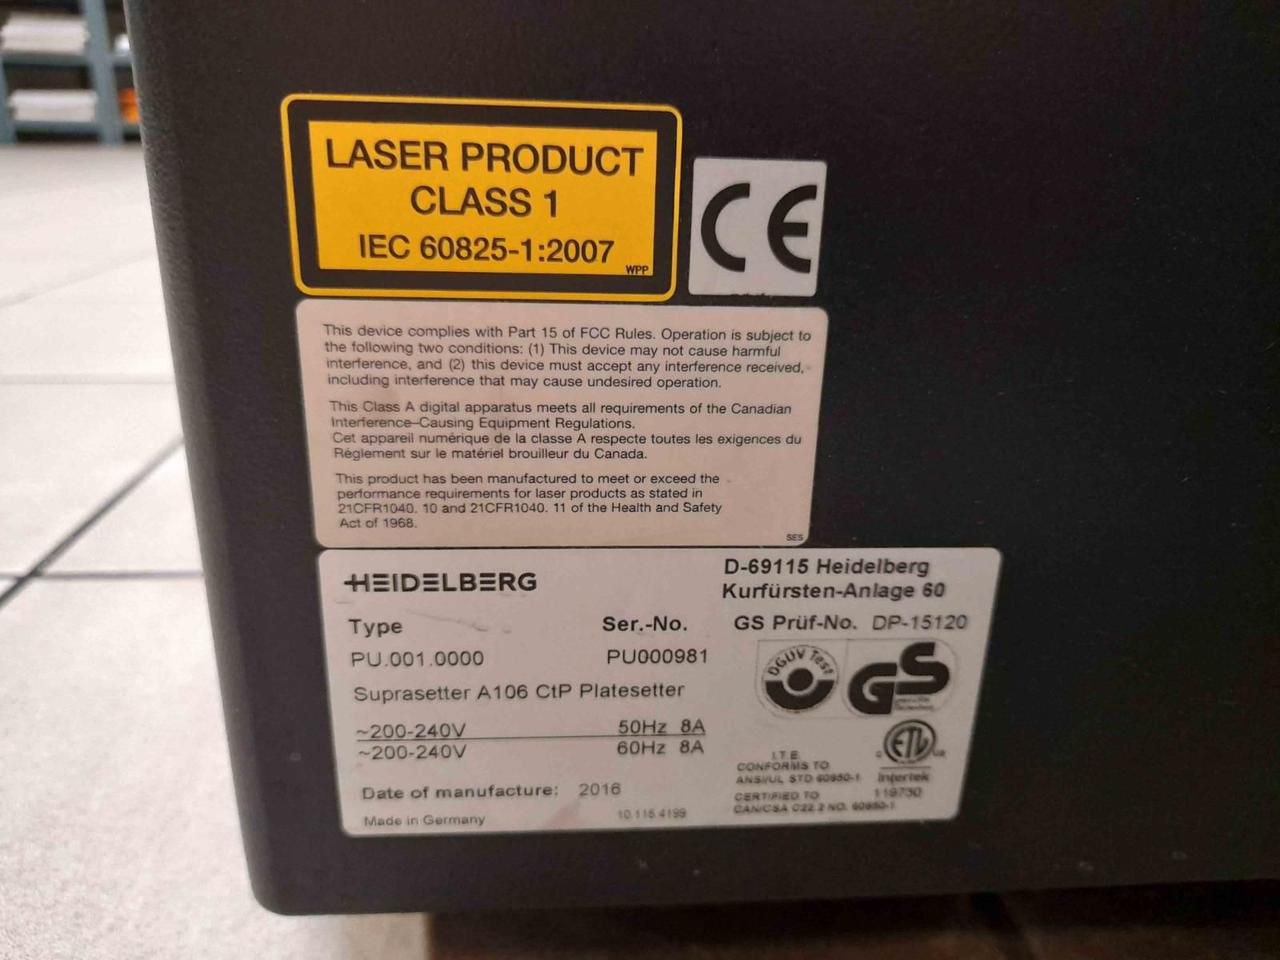 LASER PRODUCT
CLASS 1
IEC 60825-1:2007
WPP
CE
This device complies with Part 15 of FCC Rules. Operation is subject to
the following two conditions: (1) This device may not cause harmful
interference, and (2) this device must accept any interference received,
including interference that may cause undesired operation.
This Class A digital apparatus meets all requirements of the Canadian
Interference-Causing Equipment Regulations.
Cet appareil numérique de la classe A respecte toutes les exigences du
Règlement sur le matériel brouilleur du Canada.
This product has been manufactured to meet or exceed the
performance requirements for laser products as stated in
21CFR1040. 10 and 21CFR1040. 11 of the Health and Safety
Act of 1968.
SES
HEIDELBERG
D-69115 Heidelberg
Kurfürsten-Anlage 60
Type
Ser.-No.
GS Prüf-No. DP-15120
PU.001.0000
PU000981
DGUV Test
GS
Suprasetter A106 CtP Platesetter
~200-240V 50Hz 8A
~200-240V 60Hz 8A
ETL
Intertek
119730
I.T.E.
CONFORMS TO
ANSI/UL STD 60950-1
CERTIFIED TO
CAN/CSA C22.2 NO. 60950-1
Date of manufacture: 2016
Made in Germany
10.115.4199